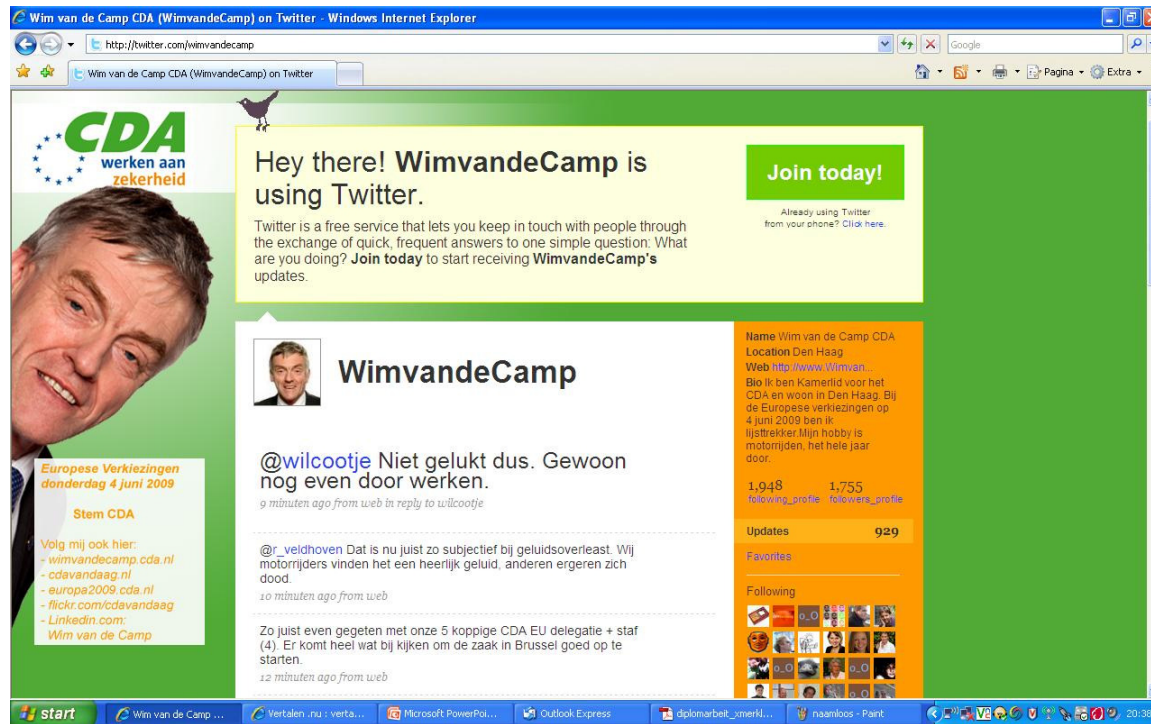 Wim van de Camp CDA (WimvandeCamp) on Twitter - Windows Internet Explorer
http://twitter.com/wimvandecamp
Google
Wim van de Camp CDA (WimvandeCamp) on Twitter
Pagina
Extra
CDA
werken aan
zekerheid
Hey there! WimvandeCamp is
using Twitter.
Twitter is a free service that lets you keep in touch with people through
the exchange of quick, frequent answers to one simple question: What
are you doing? Join today to start receiving WimvandeCamp's
updates.
Join today!
Already using Twitter
from your phone? Click here.
WimvandeCamp
@wilcootje Niet gelukt dus. Gewoon
nog even door werken.
9 minuten ago from web in reply to wilcootje
@r_veldhoven Dat is nu juist zo subjectief bij geluidsoverleast. Wij
motorrijders vinden het een heerlijk geluid, anderen ergeren zich
dood.
10 minuten ago from web
Zo juist even gegeten met onze 5 koppige CDA EU delegatie + staf
(4). Er komt heel wat bij kijken om de zaak in Brussel goed op te
starten.
12 minuten ago from web
Name Wim van de Camp CDA
Location Den Haag
Web http://www.Wimvan...
Bio Ik ben Kamerlid voor het
CDA en woon in Den Haag. Bij
de Europese verkiezingen op
4 juni 2009 ben ik
lijsttrekker.Mijn hobby is
motorrijden, het hele jaar
door.
1,948 1,755
following_profile followers_profile
Updates 929
Favorites
Following
o_O
o_O
o_O
o_O
o_O
Europese Verkiezingen
donderdag 4 juni 2009
Stem CDA
Volg mij ook hier:
- wimvandecamp.cda.nl
- cdavandaag.nl
- europa2009.cda.nl
- flickr.com/cdavandaag
- Linkedin.com:
Wim van de Camp
start
Wim van de Camp ...
Vertalen .nu : verta...
Microsoft PowerPoi...
Outlook Express
diplomarbeit_xmerkl...
naamloos - Paint
20:38